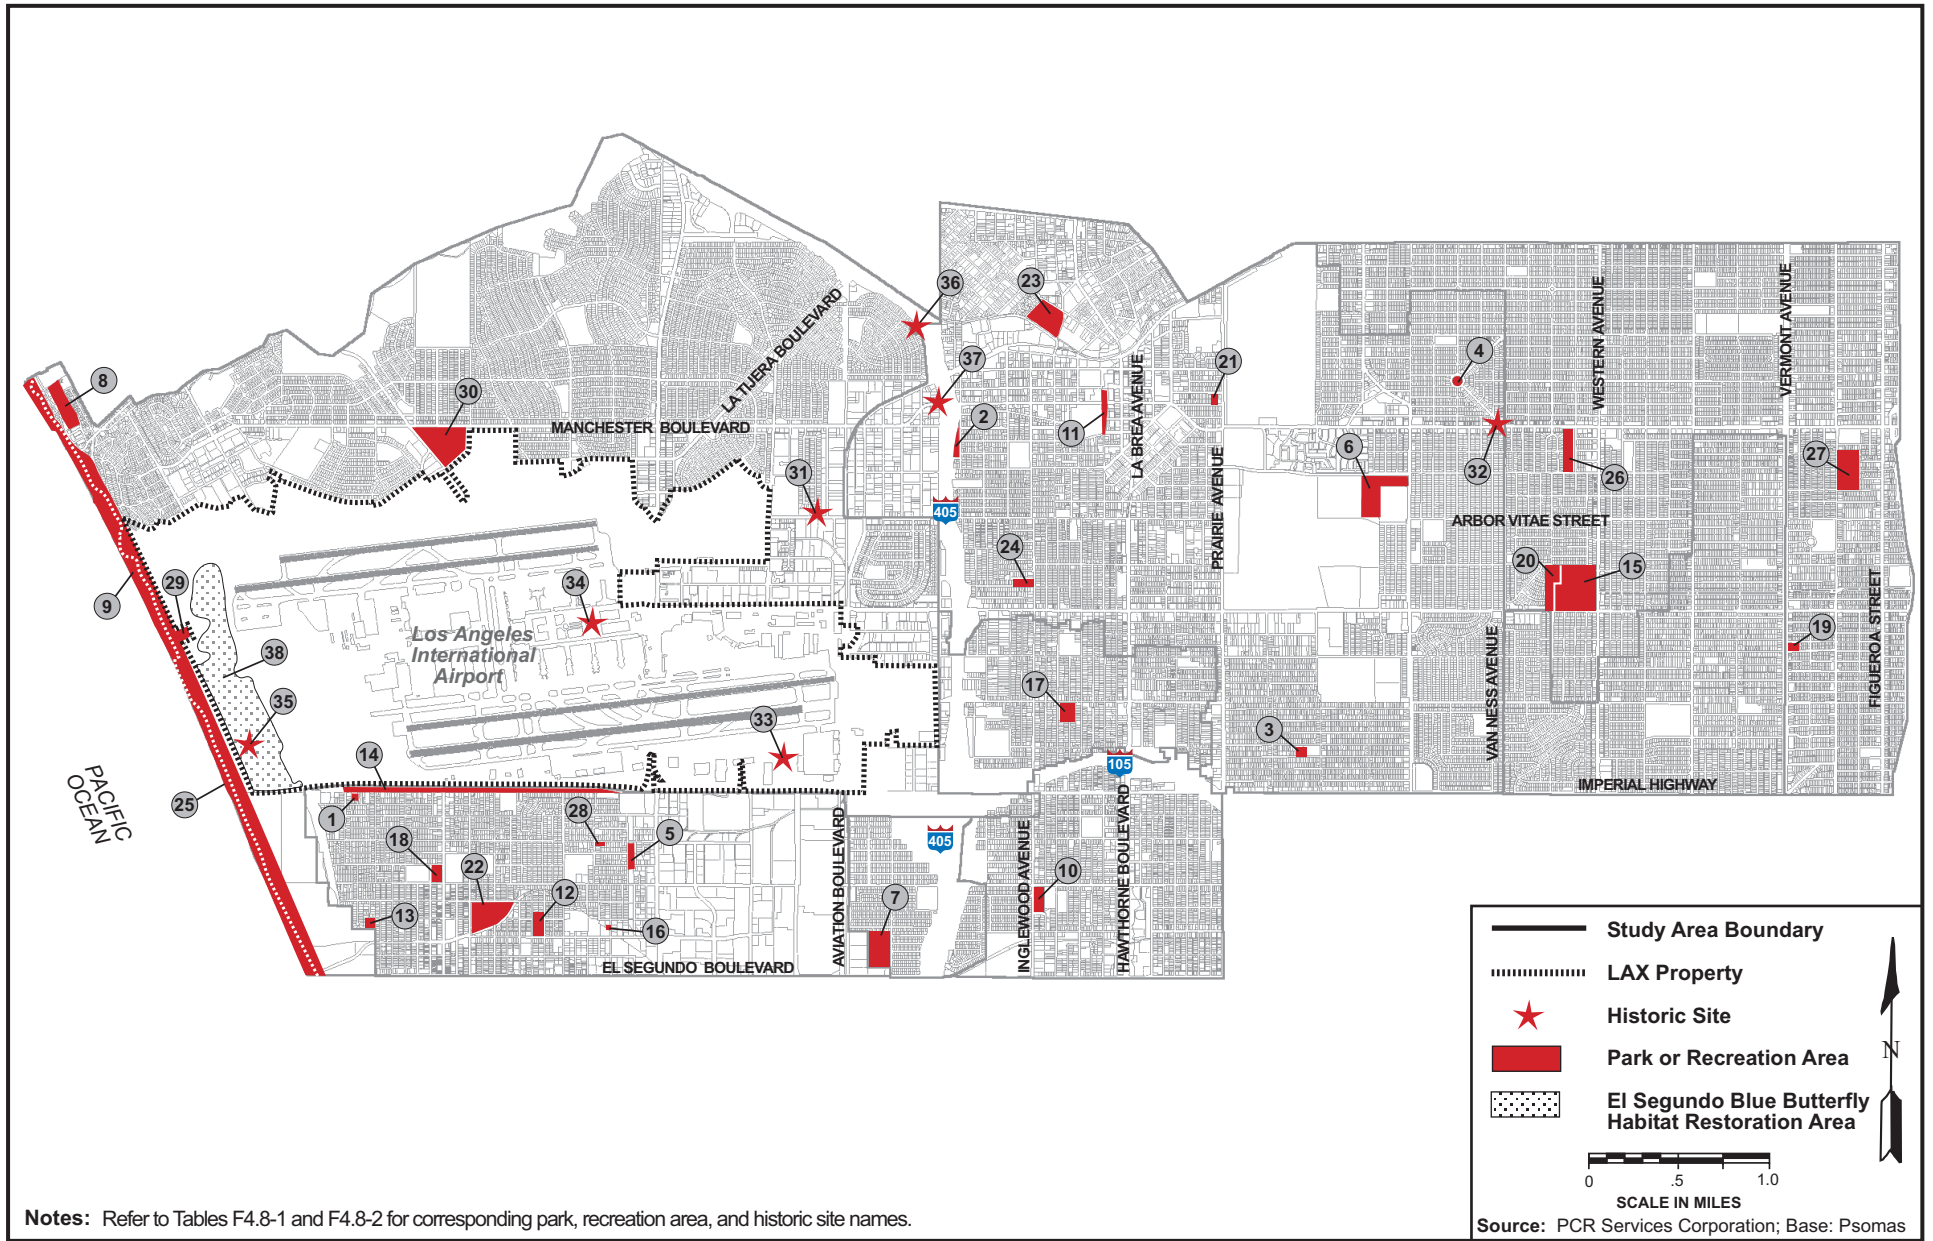 36
23
37
4
21
8
30
LA TIJERA BOULEVARD
MANCHESTER BOULEVARD
2
11
LA BREA AVENUE
WESTERN AVENUE
VERMONT AVENUE
6
32
26
27
31
405
PRAIRIE AVENUE
ARBOR VITAE STREET
24
20
15
9
29
34
Los Angeles
International
Airport
38
19
FIGUEROA STREET
17
35
33
3
VAN NESS AVENUE
14
105
IMPERIAL HIGHWAY
PACIFIC
OCEAN
25
1
28
5
18
22
12
13
16
AVIATION BOULEVARD
405
7
INGLEWOOD AVENUE
10
HAWTHORNE BOULEVARD
EL SEGUNDO BOULEVARD
Study Area Boundary
LAX Property
Historic Site
Park or Recreation Area
El Segundo Blue Butterfly
Habitat Restoration Area
N
0 .5 1.0
SCALE IN MILES
Notes: Refer to Tables F4.8-1 and F4.8-2 for corresponding park, recreation area, and historic site names.
Source: PCR Services Corporation; Base: Psomas